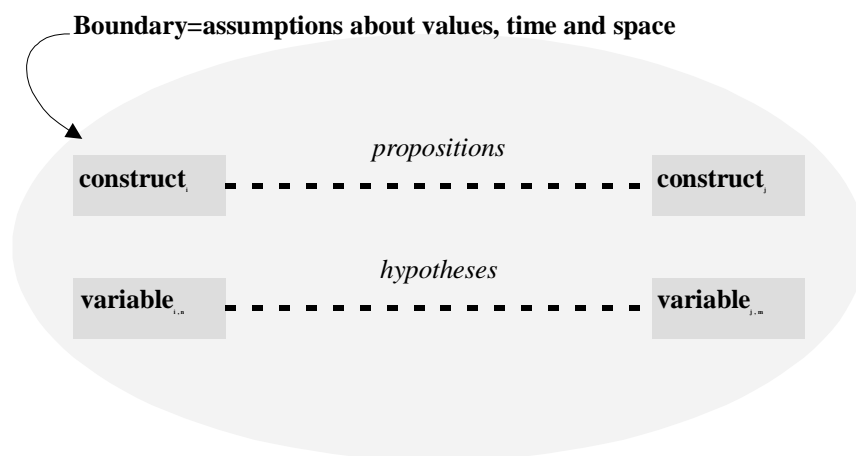 Boundary=assumptions about values, time and space
propositions
construct i
construct j
hypotheses
variable i,n
variable j,m